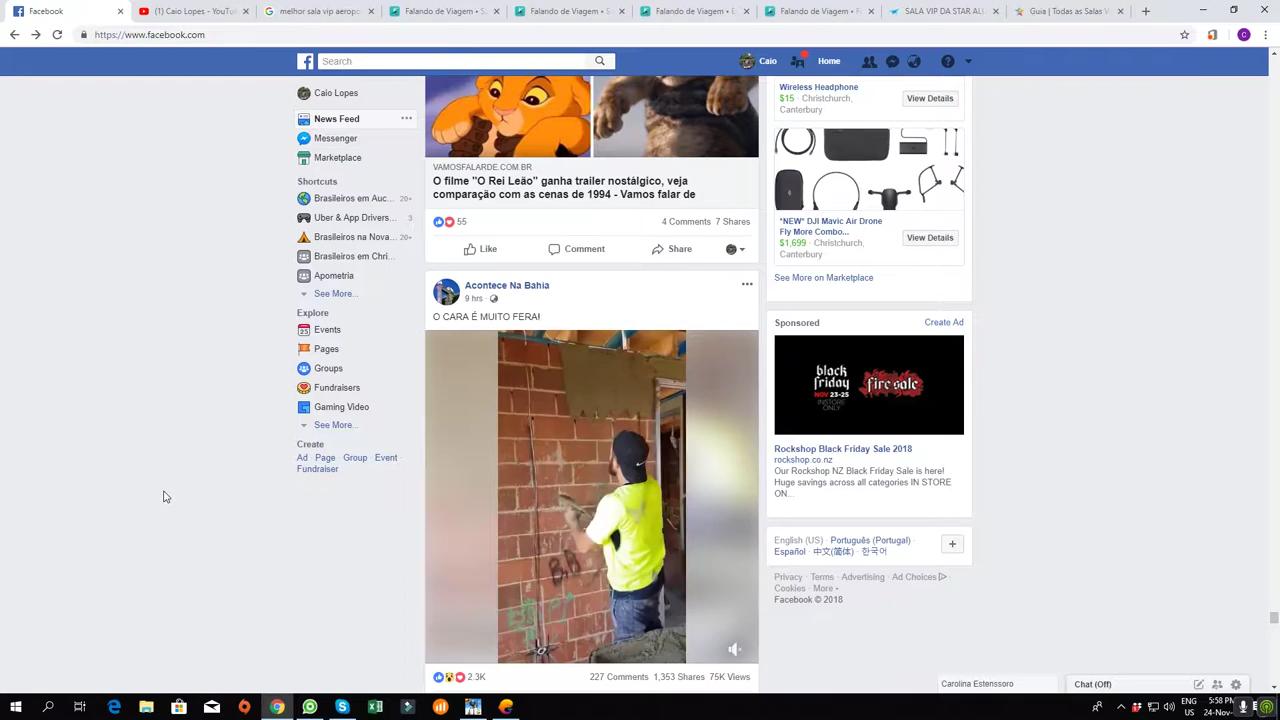 Facebook
(1) Caio Lopes - YouTu
melhor sala vip aeropo
Falando de Viagem • S
Falando de Viagem • E
Falando de Viagem • B
Falando de Viagem • F
SALA VIP DA STAR AL
Guia | Todas as Salas V
https://www.facebook.com
Search
Caio
Home
Caio Lopes
News Feed
Messenger
Marketplace
Shortcuts
Brasileiros em Auc... 20+
Uber & App Drivers... 3
Brasileiros na Nova... 20+
Brasileiros em Chri...
Apometria
See More...
Explore
Events
Pages
Groups
Fundraisers
Gaming Video
See More...
Create
Ad · Page · Group · Event ·
Fundraiser
VAMOSFALARDE.COM.BR
O filme "O Rei Leão" ganha trailer nostálgico, veja
comparação com as cenas de 1994 - Vamos falar de
55
4 Comments 7 Shares
Like Comment Share
Acontece Na Bahia
9 hrs ·
O CARA É MUITO FERA!
2.3K
227 Comments 1,353 Shares 75K Views
Wireless Headphone
$15 · Christchurch,
Canterbury
View Details
*NEW* DJI Mavic Air Drone
Fly More Combo...
$1,699 · Christchurch,
Canterbury
View Details
See More on Marketplace
Sponsored
Create Ad
black
friday
NOV 23-25
INSTORE
ONLY
fire sale
Rockshop Black Friday Sale 2018
rockshop.co.nz
Our Rockshop NZ Black Friday Sale is here!
Huge savings across all categories IN STORE
ON...
English (US) · Português (Portugal) ·
Español · 中文(简体) · 한국어
Privacy · Terms · Advertising · Ad Choices
Cookies · More
Facebook © 2018
Carolina Estenssoro
Chat (Off)
ENG
US
5:58 PM
24-Nov-